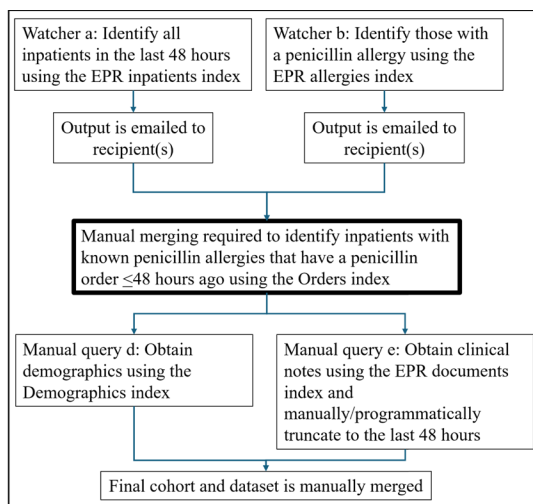 Watcher a: Identify all
inpatients in the last 48 hours
using the EPR inpatients index
Watcher b: Identify those with
a penicillin allergy using the
EPR allergies index
Output is emailed to
recipient(s)
Output is emailed to
recipient(s)
Manual merging required to identify inpatients with
known penicillin allergies that have a penicillin
order ≤48 hours ago using the Orders index
Manual query d: Obtain
demographics using the
Demographics index
Manual query e: Obtain clinical
notes using the EPR documents
index and
manually/programmatically
truncate to the last 48 hours
Final cohort and dataset is manually merged